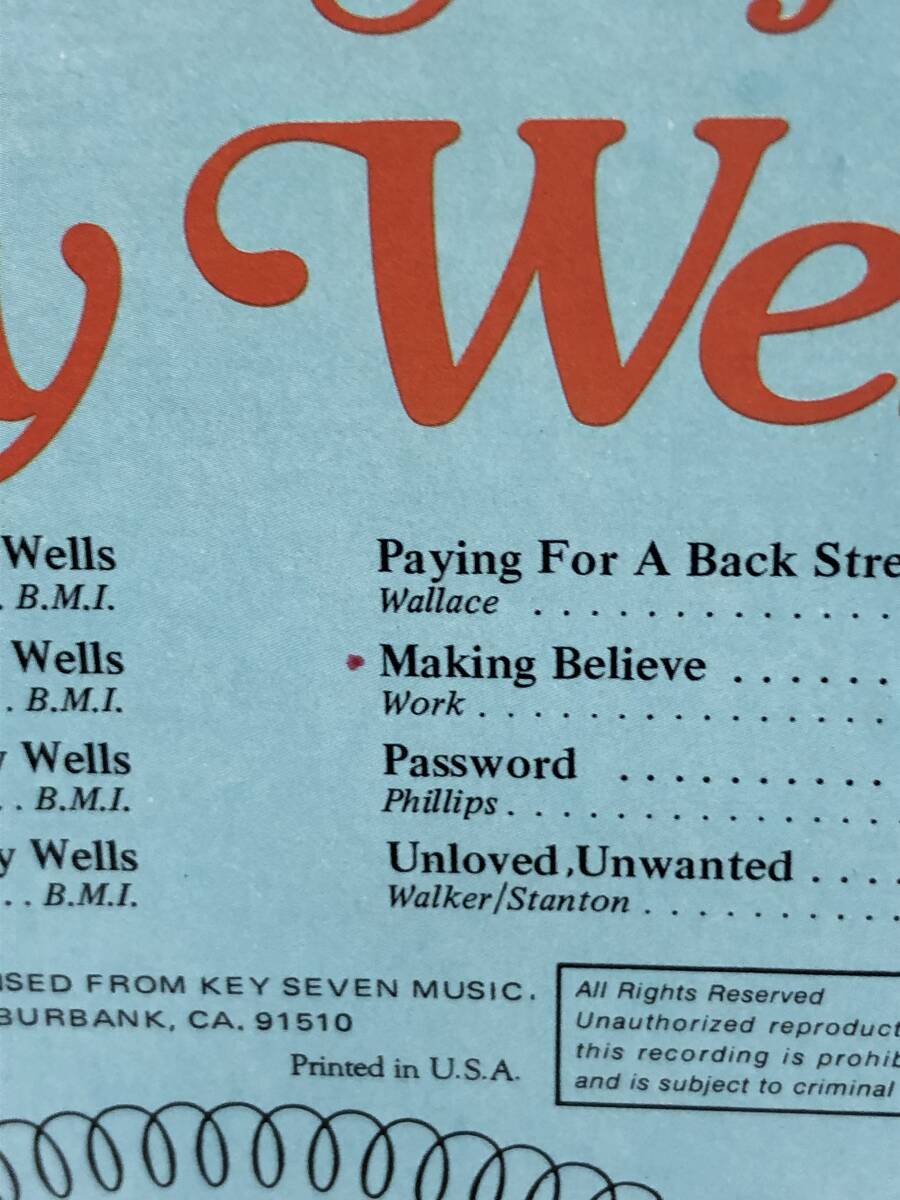 y We
Wells
. B.M.I.
Wells
. B.M.I.
y Wells
. . B.M.I.
y Wells
. . . B.M.I.
Paying For A Back Stre
Wallace . . . . . . . . . . . . . .
Making Believe . . . . . .
Work . . . . . . . . . . . . . . .
Password . . . . . . . . . .
Phillips . . . . . . . . . . . . . .
Unloved,Unwanted . . . .
Walker/Stanton . . . . . . . . .
ISED FROM KEY SEVEN MUSIC.
BURBANK, CA. 91510
Printed in U.S.A.
All Rights Reserved
Unauthorized reproduct
this recording is prohib
and is subject to criminal